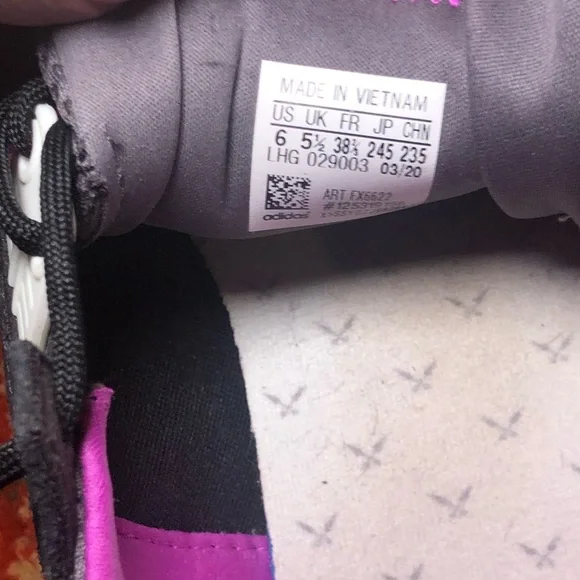 MADE IN VIETNAM
US UK FR JP CHN
6 5½ 38⅔ 245 235
LHG 029003 03/20
ART FX6622
adidas